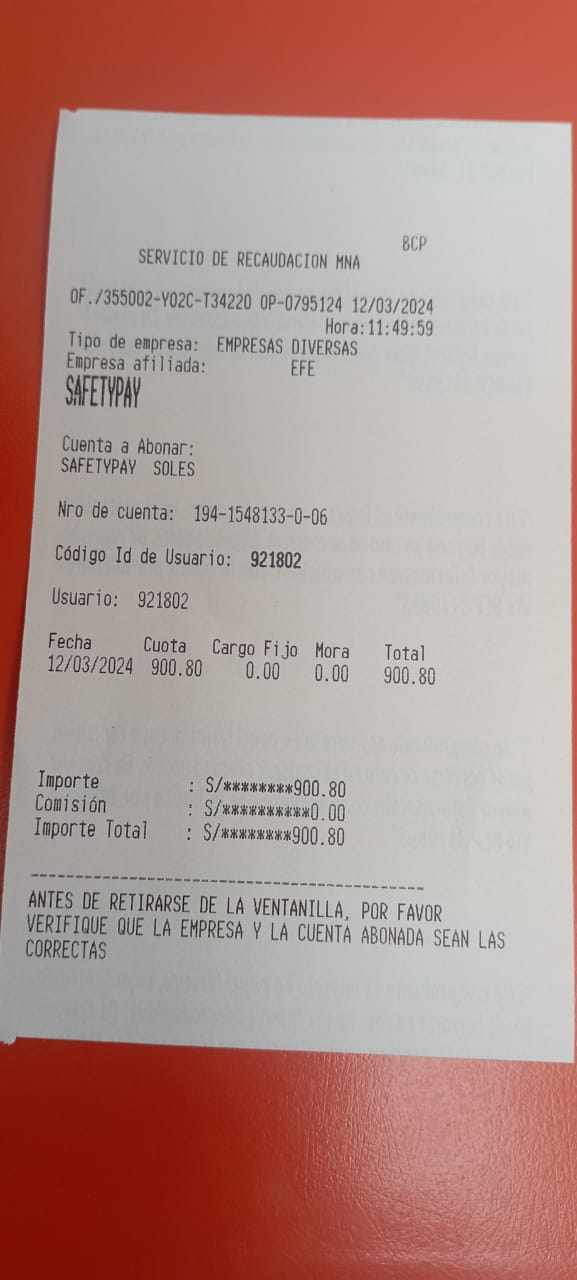 BCP
SERVICIO DE RECAUDACION MNA
OF./355002-Y02C-T34220 OP-0795124 12/03/2024
Hora:11:49:59
Tipo de empresa: EMPRESAS DIVERSAS
Empresa afiliada: EFE
SAFETYPAY
Cuenta a Abonar:
SAFETYPAY SOLES
Nro de cuenta: 194-1548133-0-06
Código Id de Usuario: 921802
Usuario: 921802
Fecha Cuota Cargo Fijo Mora Total
12/03/2024 900.80 0.00 0.00 900.80
Importe : S/********900.80
Comisión : S/**********0.00
Importe Total : S/********900.80
------------------------------------------
ANTES DE RETIRARSE DE LA VENTANILLA, POR FAVOR
VERIFIQUE QUE LA EMPRESA Y LA CUENTA ABONADA SEAN LAS
CORRECTAS